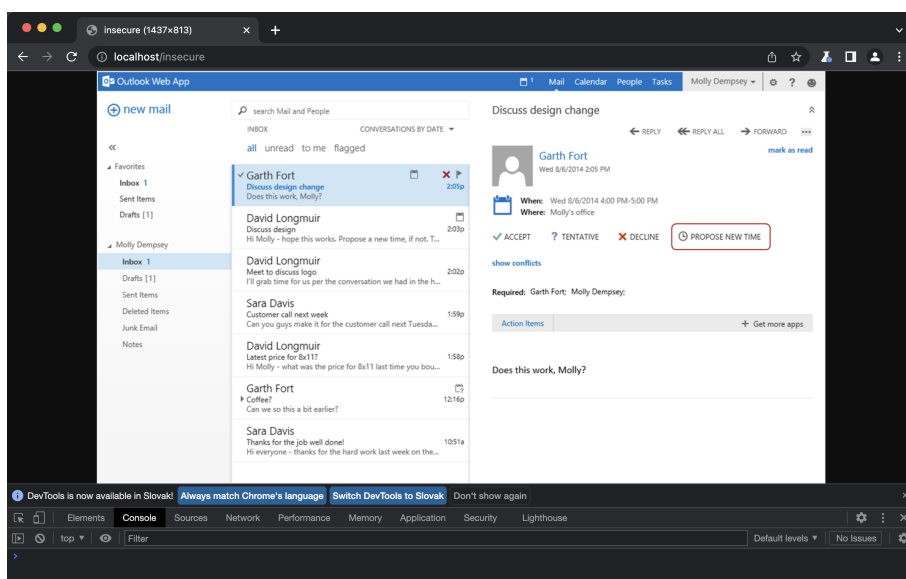 insecure (1437×813)
localhost/insecure
Outlook Web App
1 Mail Calendar People Tasks Molly Dempsey ?
new mail
search Mail and People
INBOX CONVERSATIONS BY DATE
all unread to me flagged
Favorites
Inbox 1
Sent Items
Drafts [1]
Molly Dempsey
Inbox 1
Drafts [1]
Sent Items
Deleted Items
Junk Email
Notes
Garth Fort
Discuss design change 2:05p
Does this work, Molly?
David Longmuir
Discuss design 2:03p
Hi Molly - hope this works. Propose a new time, if not. T...
David Longmuir
Meet to discuss logo 2:02p
I'll grab time for us per the conversation we had in the h...
Sara Davis
Customer call next week 1:59p
Can you guys make it for the customer call next Tuesda...
David Longmuir
Latest price for 8x11? 1:58p
Hi Molly - what was the price for 8x11 last time you bou...
Garth Fort
Coffee? 12:16p
Can we so this a bit earlier?
Sara Davis
Thanks for the job well done! 10:51a
Hi everyone - thanks for the hard work last week on the...
Discuss design change
REPLY REPLY ALL FORWARD ...
mark as read
Garth Fort
Wed 8/6/2014 2:05 PM
When: Wed 8/6/2014 4:00 PM-5:00 PM
Where: Molly's office
ACCEPT ? TENTATIVE DECLINE PROPOSE NEW TIME
show conflicts
Required: Garth Fort; Molly Dempsey;
Action Items + Get more apps
Does this work, Molly?
DevTools is now available in Slovak! Always match Chrome's language Switch DevTools to Slovak Don't show again
Elements Console Sources Network Performance Memory Application Security Lighthouse
top Filter Default levels No Issues